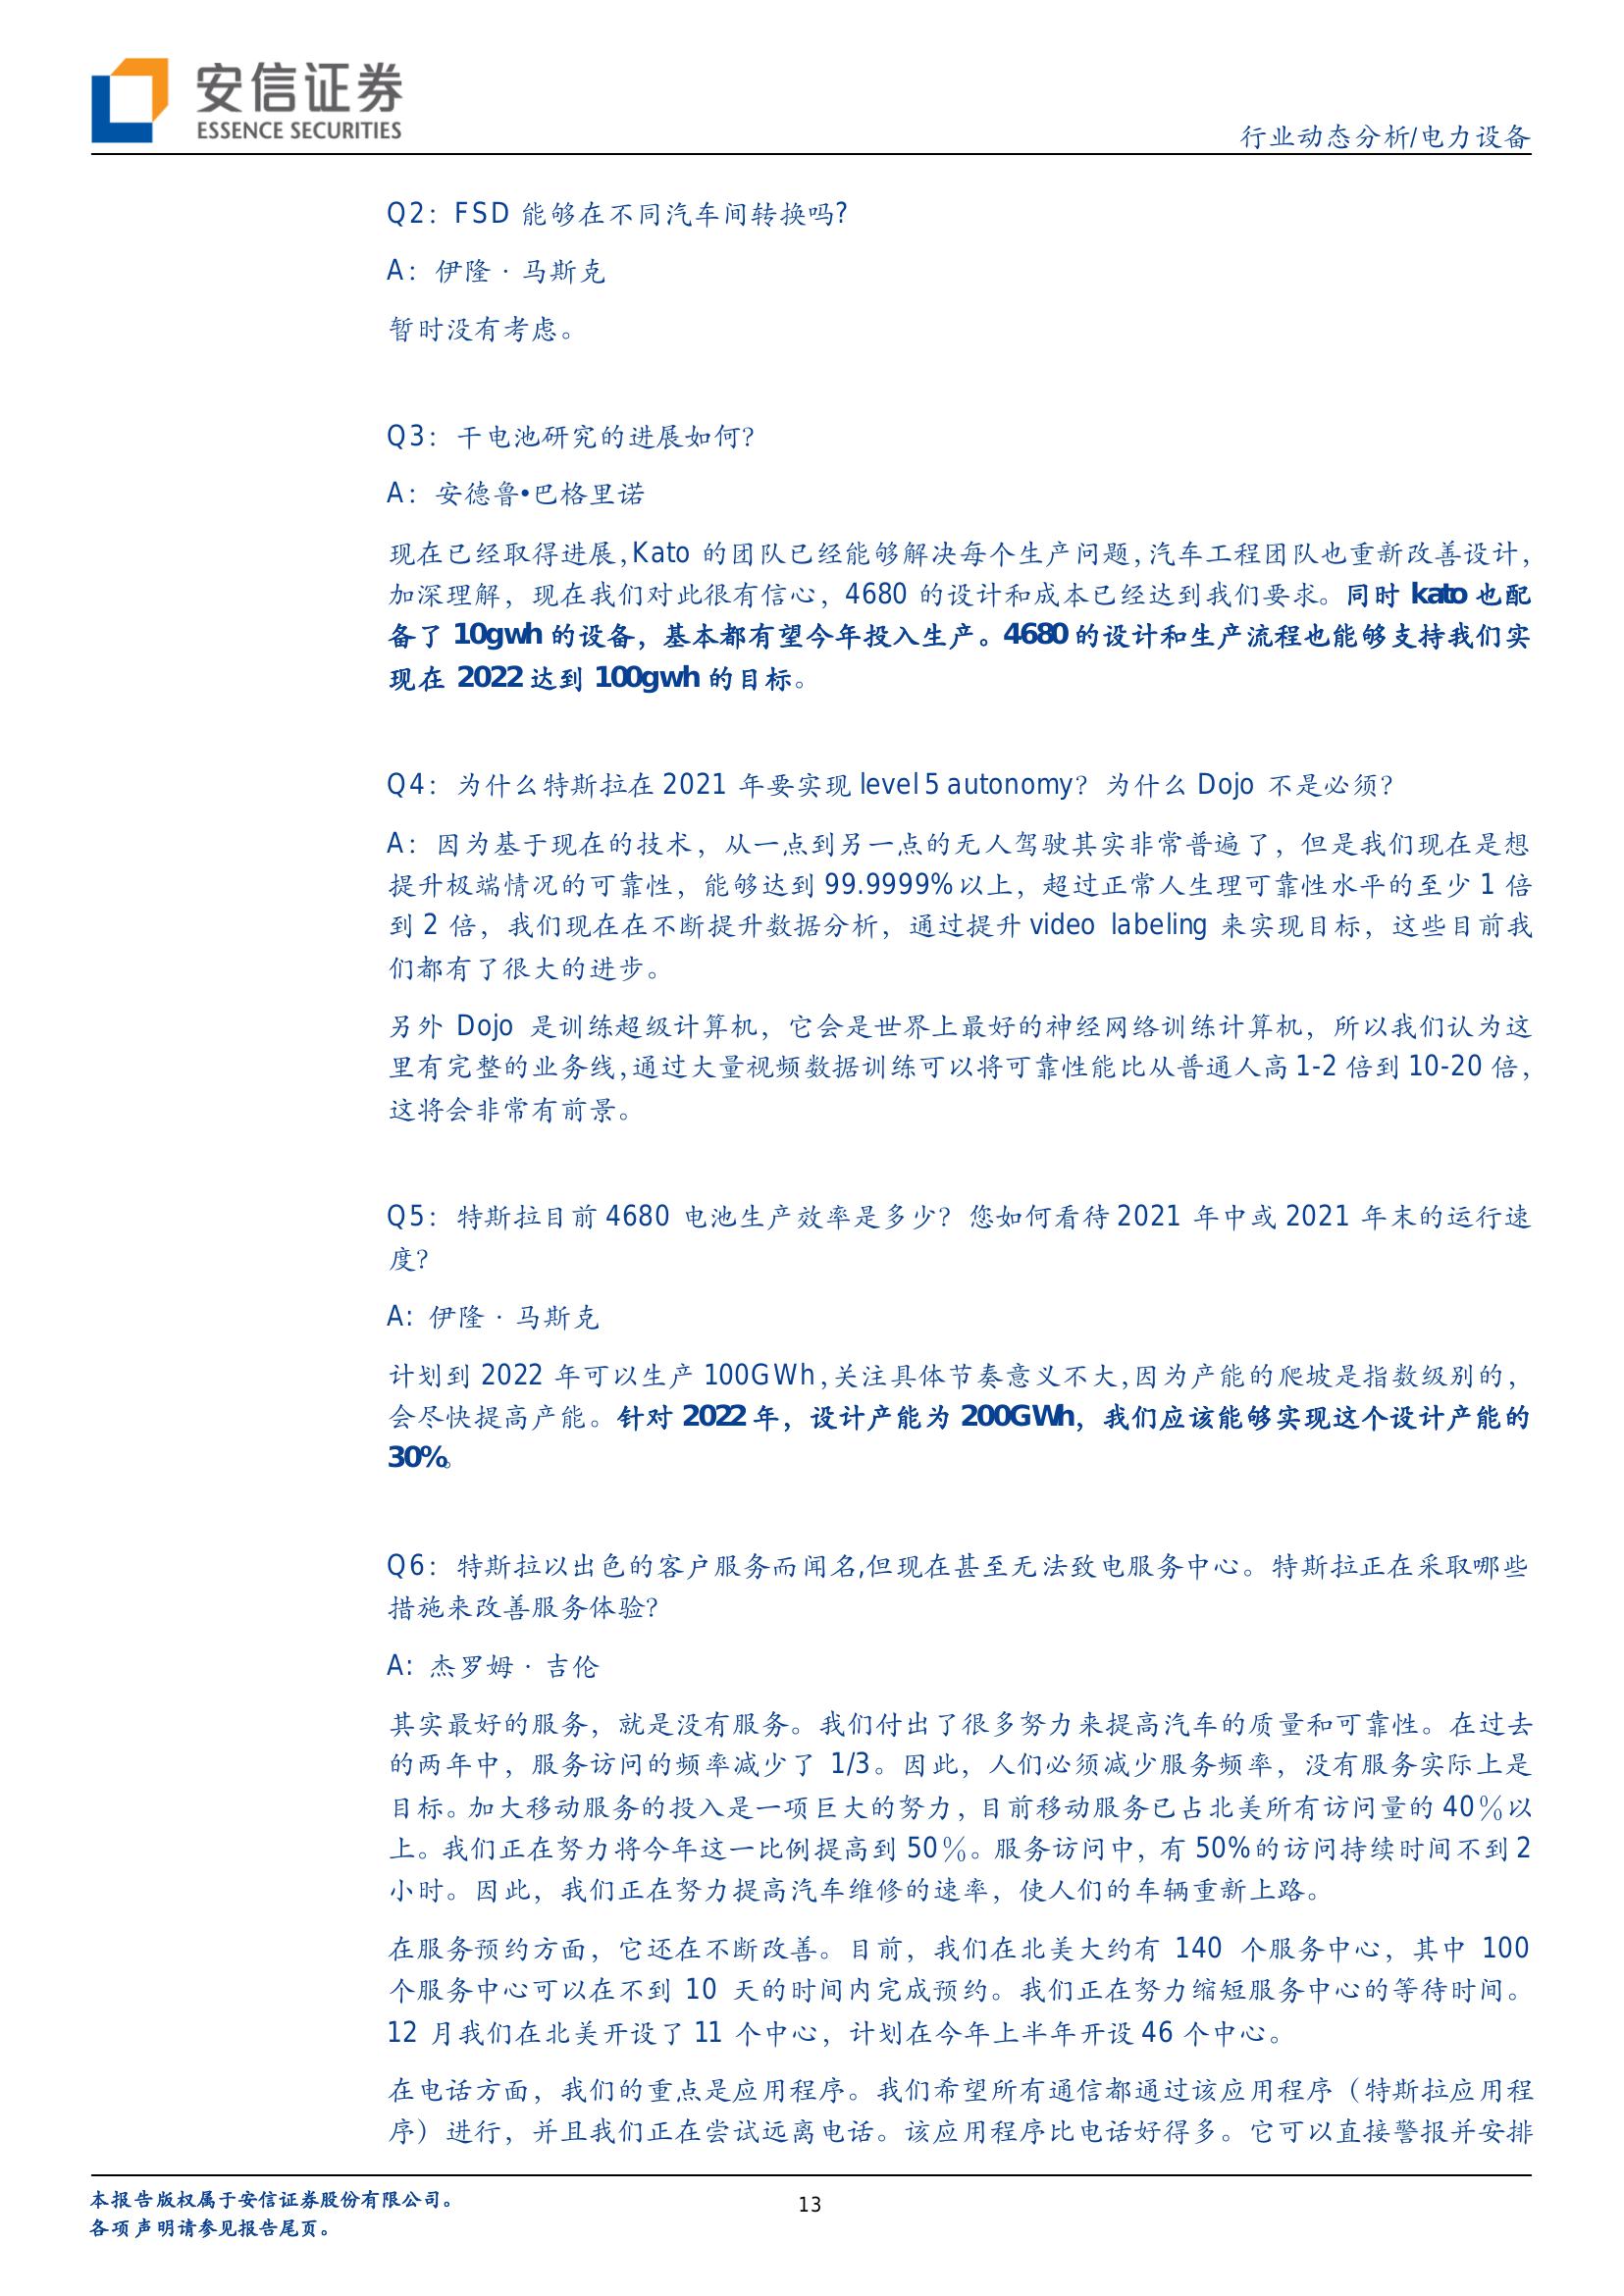 安信证券
ESSENCE SECURITIES
行业动态分析/电力设备
Q2：FSD 能够在不同汽车间转换吗?
A：伊隆·马斯克
暂时没有考虑。
Q3：干电池研究的进展如何？
A：安德鲁•巴格里诺
现在已经取得进展，Kato 的团队已经能够解决每个生产问题，汽车工程团队也重新改善设计，
加深理解，现在我们对此很有信心，4680 的设计和成本已经达到我们要求。同时 kato 也配
备了 10gwh 的设备，基本都有望今年投入生产。4680 的设计和生产流程也能够支持我们实
现在 2022 达到 100gwh 的目标。
Q4：为什么特斯拉在 2021 年要实现 level 5 autonomy？为什么 Dojo 不是必须？
A：因为基于现在的技术，从一点到另一点的无人驾驶其实非常普遍了，但是我们现在是想
提升极端情况的可靠性，能够达到 99.9999%以上，超过正常人生理可靠性水平的至少 1 倍
到 2 倍，我们现在在不断提升数据分析，通过提升 video labeling 来实现目标，这些目前我
们都有了很大的进步。
另外 Dojo 是训练超级计算机，它会是世界上最好的神经网络训练计算机，所以我们认为这
里有完整的业务线，通过大量视频数据训练可以将可靠性能比从普通人高 1-2 倍到 10-20 倍，
这将会非常有前景。
Q5：特斯拉目前 4680 电池生产效率是多少？您如何看待 2021 年中或 2021 年末的运行速
度？
A: 伊隆·马斯克
计划到 2022 年可以生产 100GWh，关注具体节奏意义不大，因为产能的爬坡是指数级别的，
会尽快提高产能。针对 2022 年，设计产能为 200GWh，我们应该能够实现这个设计产能的
30%。
Q6：特斯拉以出色的客户服务而闻名,但现在甚至无法致电服务中心。特斯拉正在采取哪些
措施来改善服务体验？
A: 杰罗姆·吉伦
其实最好的服务，就是没有服务。我们付出了很多努力来提高汽车的质量和可靠性。在过去
的两年中，服务访问的频率减少了 1/3。因此，人们必须减少服务频率，没有服务实际上是
目标。加大移动服务的投入是一项巨大的努力，目前移动服务已占北美所有访问量的 40％以
上。我们正在努力将今年这一比例提高到 50％。服务访问中，有 50%的访问持续时间不到 2
小时。因此，我们正在努力提高汽车维修的速率，使人们的车辆重新上路。
在服务预约方面，它还在不断改善。目前，我们在北美大约有 140 个服务中心，其中 100
个服务中心可以在不到 10 天的时间内完成预约。我们正在努力缩短服务中心的等待时间。
12 月我们在北美开设了 11 个中心，计划在今年上半年开设 46 个中心。
在电话方面，我们的重点是应用程序。我们希望所有通信都通过该应用程序（特斯拉应用程
序）进行，并且我们正在尝试远离电话。该应用程序比电话好得多。它可以直接警报并安排
本报告版权属于安信证券股份有限公司。
13
各项声明请参见报告尾页。